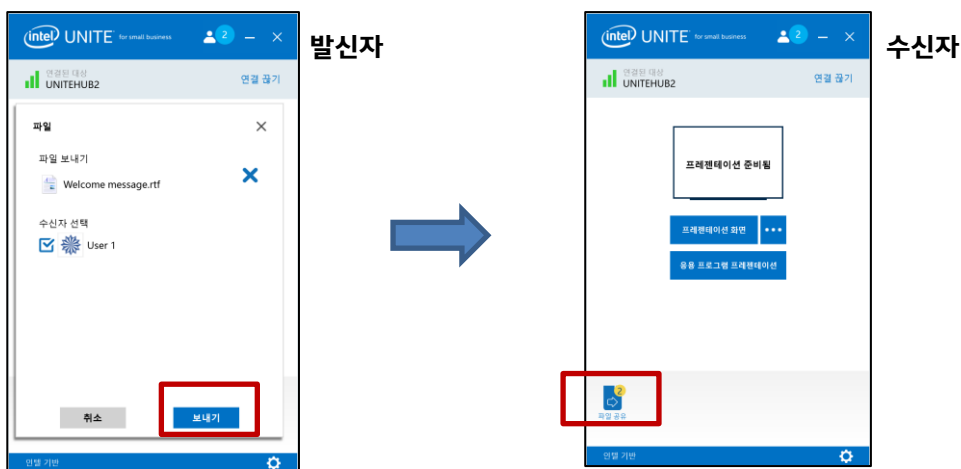 intel UNITE for small business 2
발신자
연결된 대상
UNITEHUB2
연결 끊기
파일
파일 보내기
Welcome message.rtf
수신자 선택
User 1
취소
보내기
인텔 기반
intel UNITE for small business 2
수신자
연결된 대상
UNITEHUB2
연결 끊기
프레젠테이션 준비됨
프레젠테이션 화면
응용 프로그램 프레젠테이션
2
파일 공유
인텔 기반